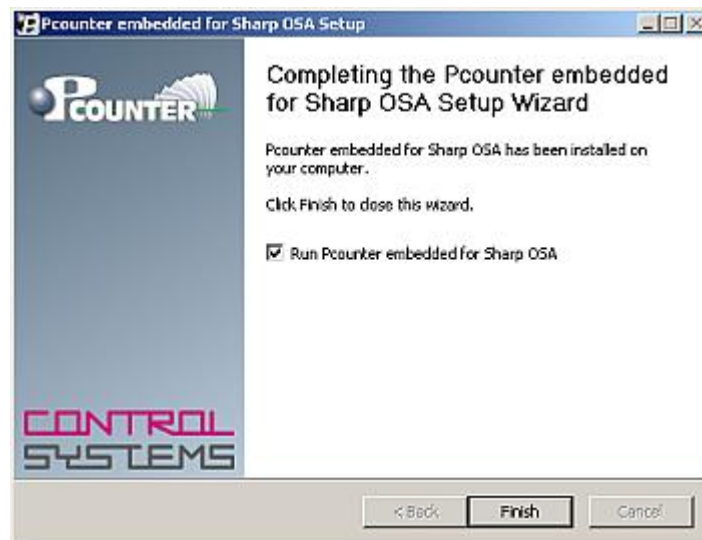 Pcounter embedded for Sharp OSA Setup
PCOUNTER
Completing the Pcounter embedded
for Sharp OSA Setup Wizard
Pcounter embedded for Sharp OSA has been installed on
your computer.
Click Finish to close this wizard.
Run Pcounter embedded for Sharp OSA
CONTROL
SYSTEMS
< Back
Finish
Cancel